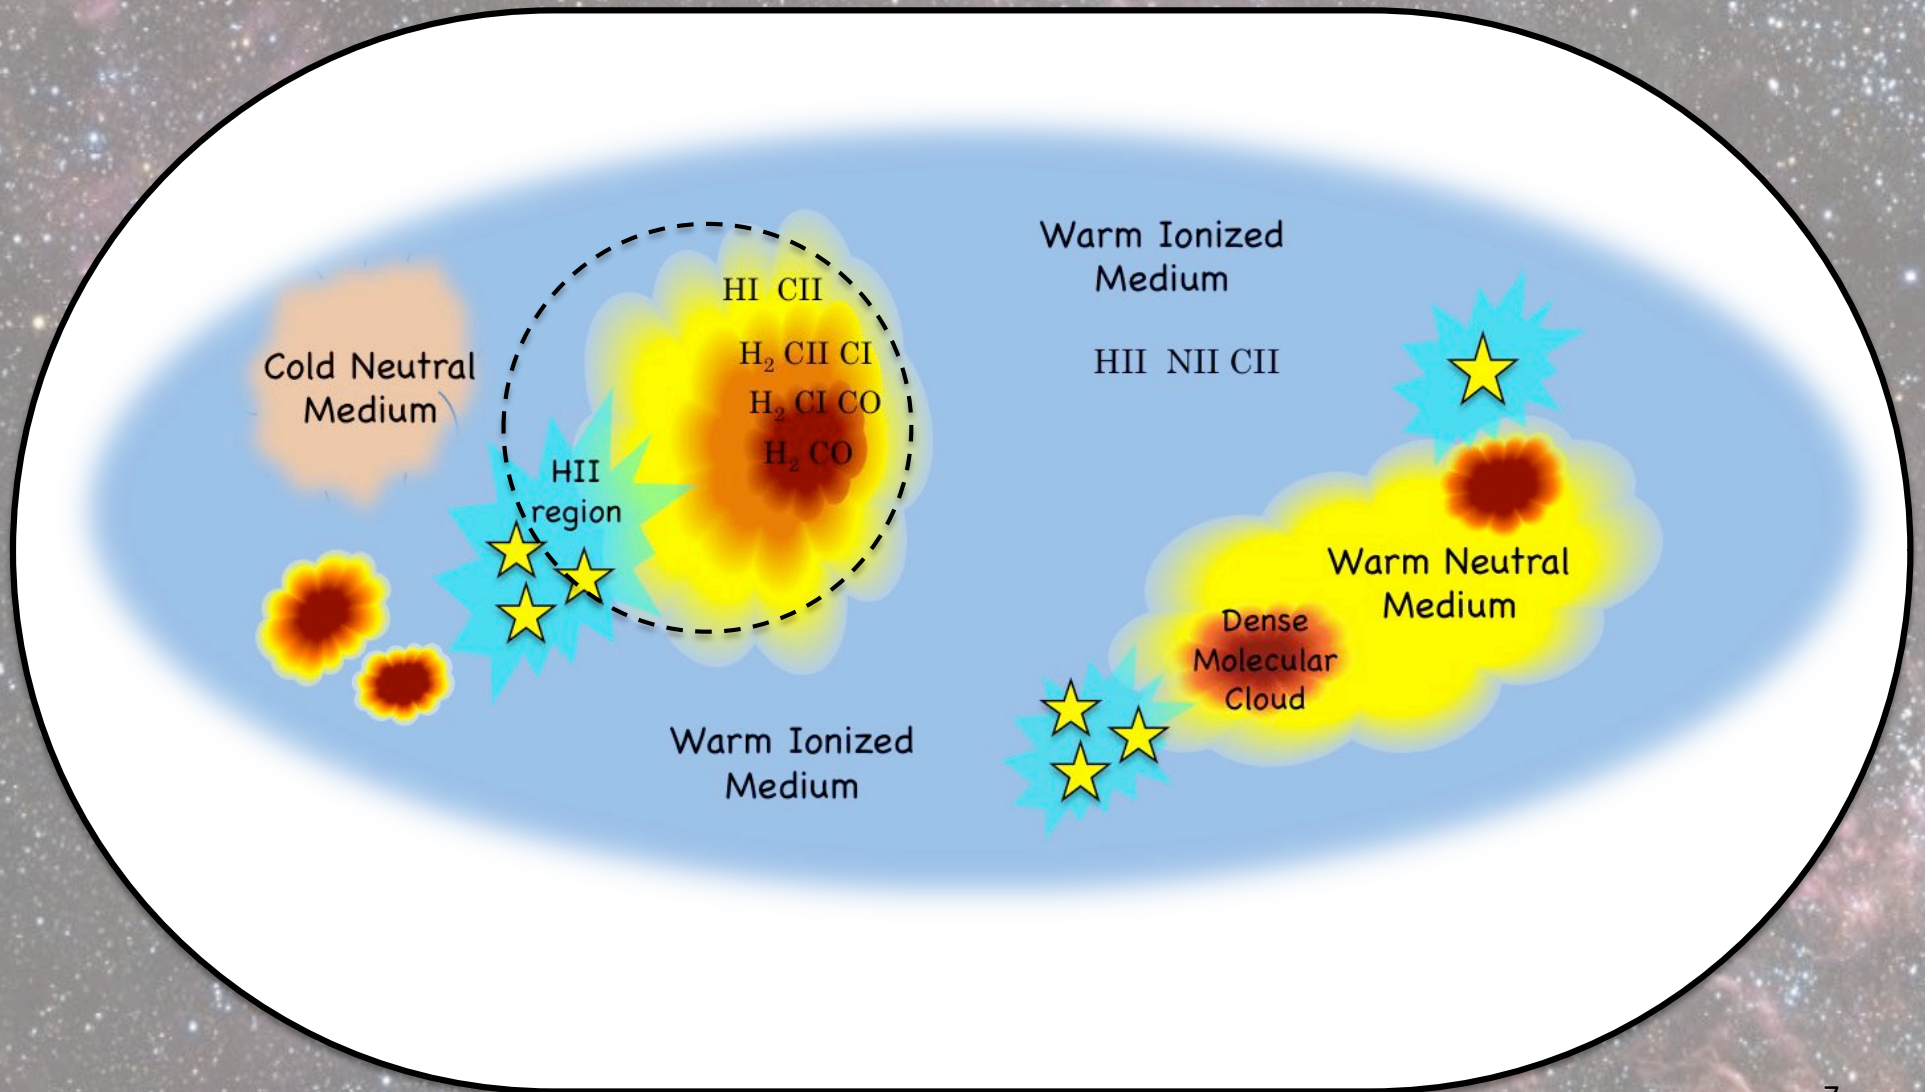 Warm Ionized
Medium
HI CII
H₂ CII CI
HII NII CII
Cold Neutral
Medium
H₂ CI CO
H₂ CO
HII
region
Warm Neutral
Medium
Dense
Molecular
Cloud
Warm Ionized
Medium